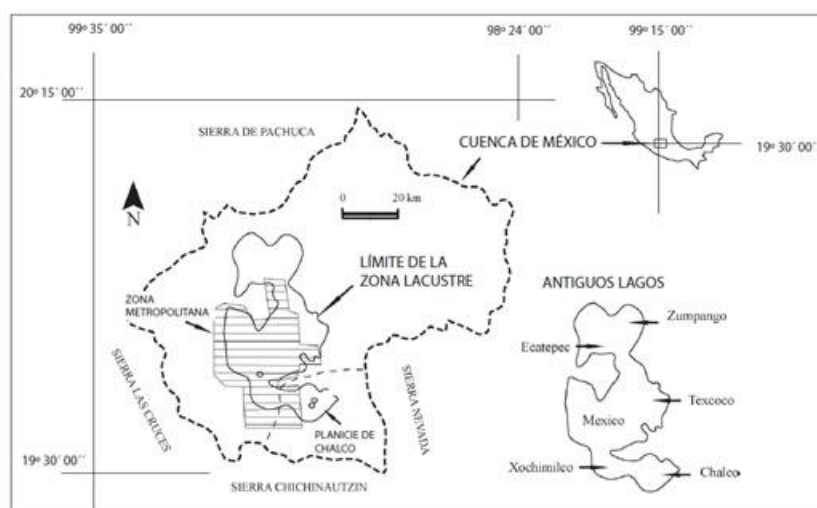 99º 35´ 00´´
98º 24´ 00´´
99º 15´ 00´´
20º 15´ 00´´
SIERRA DE PACHUCA
CUENCA DE MÉXICO
19º 30´ 00´´
N
0 20 km
LÍMITE DE LA
ZONA LACUSTRE
ANTIGUOS LAGOS
ZONA
METROPOLITANA
Zumpango
Ecatepec
SIERRA LAS CRUCES
SIERRA NEVADA
Texcoco
Mexico
PLANICIE DE
CHALCO
Xochimilco
Chalco
19º 30´ 00´´
SIERRA CHICHINAUTZIN